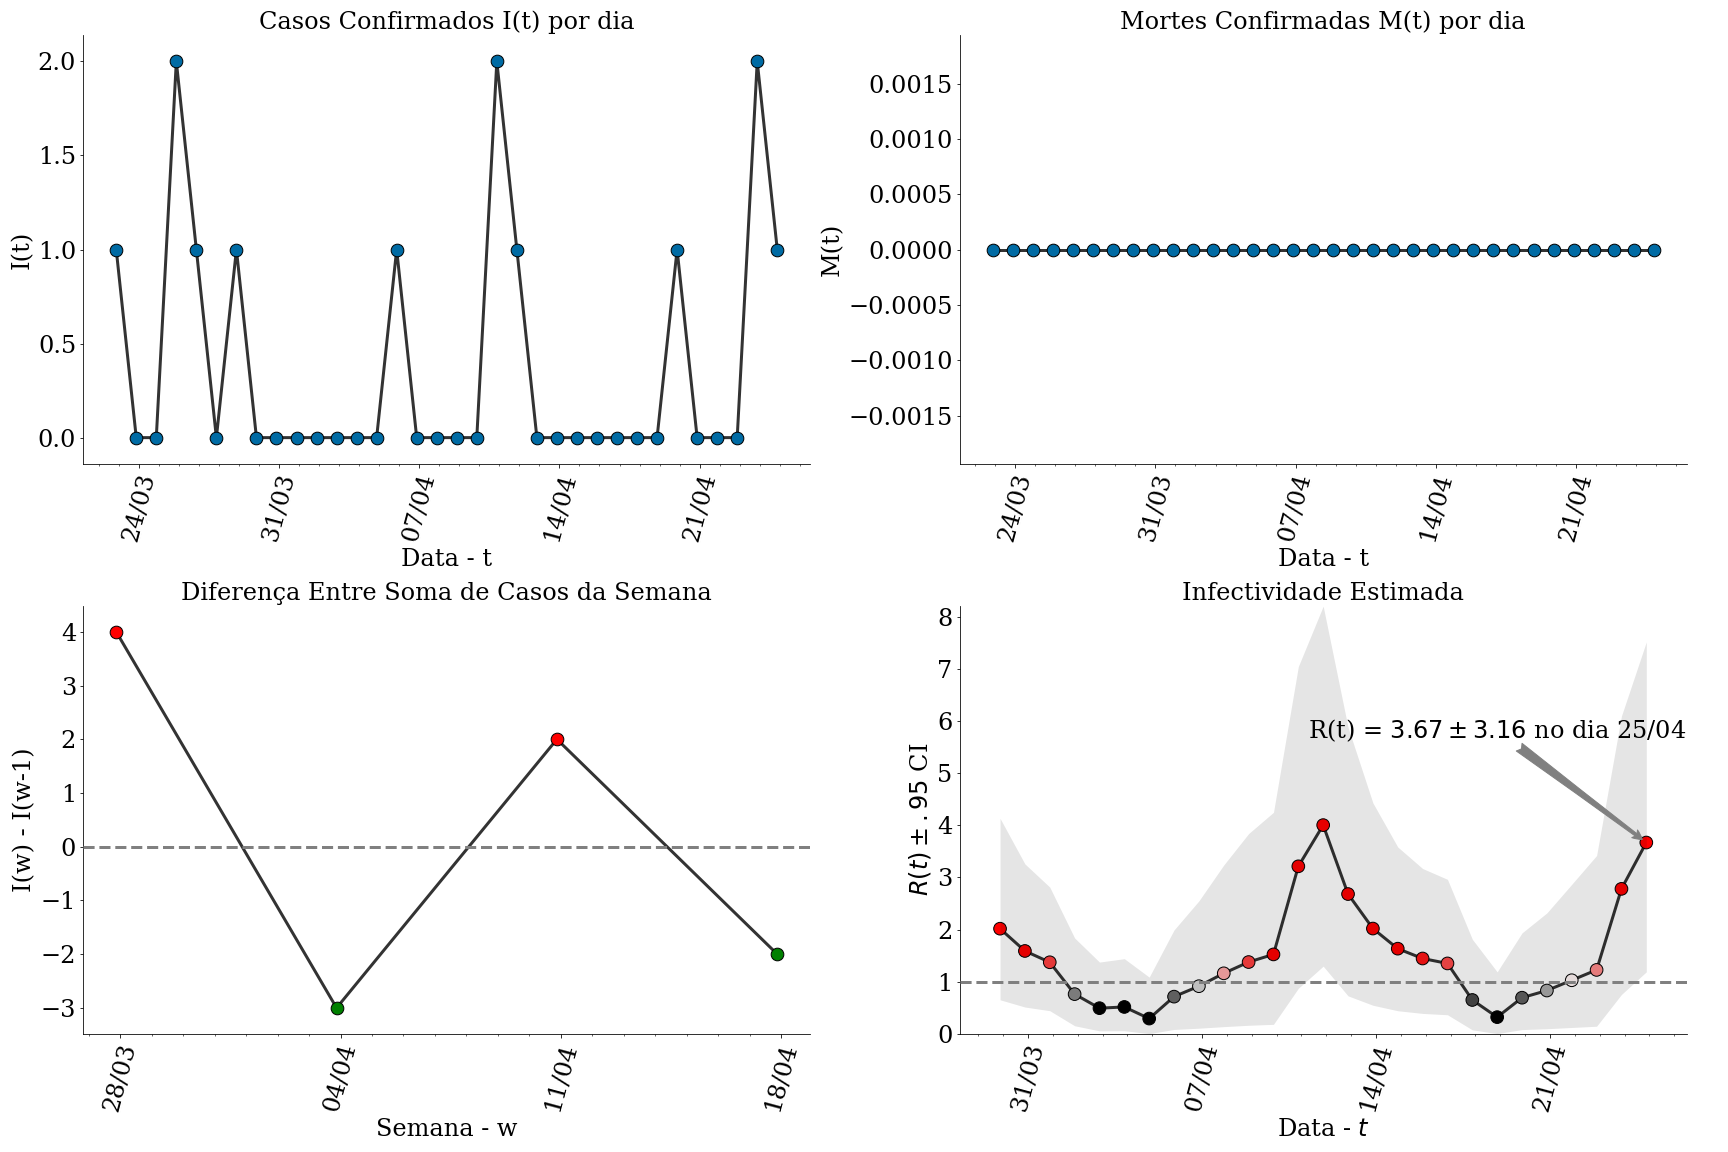 Casos Confirmados I(t) por dia
I(t)
2.0
1.5
1.0
0.5
0.0
24/03 31/03 07/04 14/04 21/04
Data - t
Mortes Confirmadas M(t) por dia
M(t)
0.0015
0.0010
0.0005
0.0000
−0.0005
−0.0010
−0.0015
24/03 31/03 07/04 14/04 21/04
Data - t
Diferença Entre Soma de Casos da Semana
I(w) - I(w-1)
4
3
2
1
0
−1
−2
−3
28/03 04/04 11/04 18/04
Semana - w
Infectividade Estimada
R(t) ± .95 CI
8
7
6
5
4
3
2
1
0
R(t) = 3.67 ± 3.16 no dia 25/04
31/03 07/04 14/04 21/04
Data - t